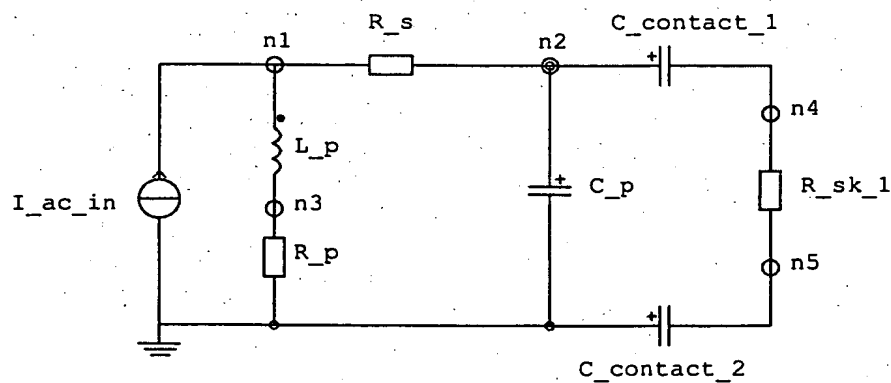 R_s
C_contact_1
n1
n2
+
n4
L_p
+
C_p
R_sk_1
I_ac_in
n3
R_p
n5
+
C_contact_2